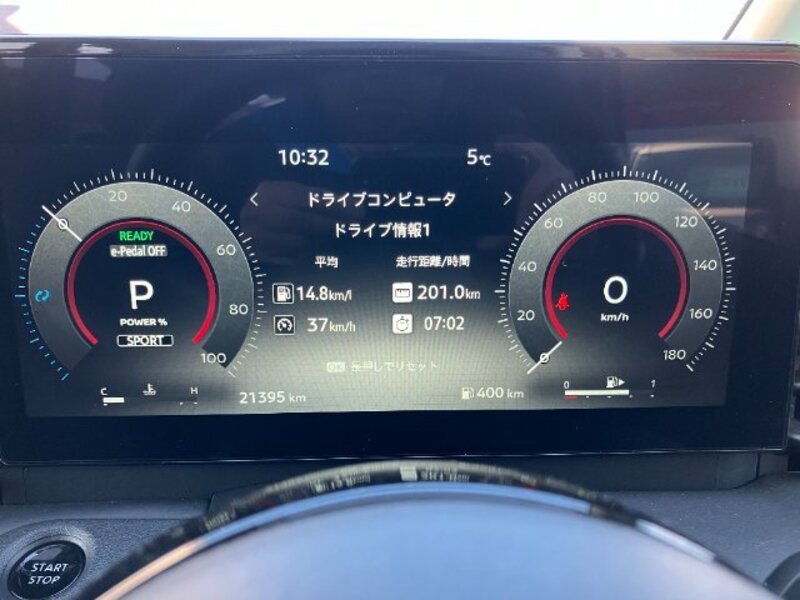 10:32
5℃
ドライブコンピュータ
ドライブ情報1
平均
走行距離/時間
14.8km/l
201.0km
37km/h
07:02
OK 長押しでリセット
20
40
60
80
100
READY
e-Pedal OFF
P
POWER %
SPORT
C
H
21395 km
400 km
0
1
0
20
40
60
80
100
120
140
160
180
0
km/h
START
STOP